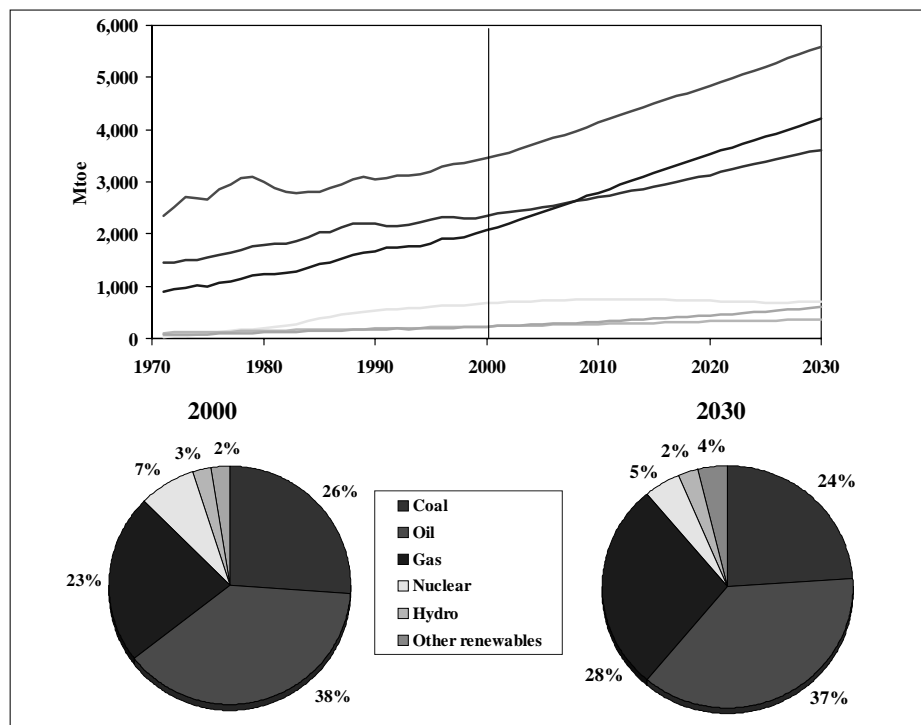 6,000
5,000
4,000
3,000
2,000
1,000
0
Mtoe
1970 1980 1990 2000 2010 2020 2030
2000
2030
7% 3% 2%
26%
23%
38%
Coal
Oil
Gas
Nuclear
Hydro
Other renewables
5% 2% 4%
24%
28%
37%